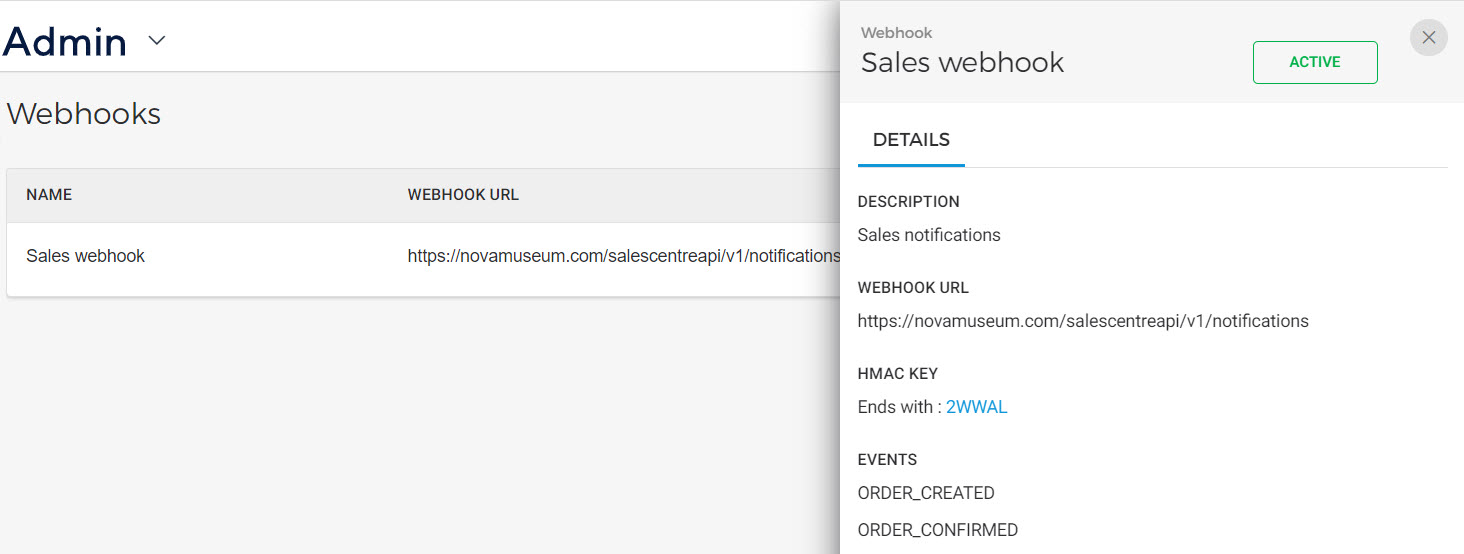 Admin
Webhooks
NAME WEBHOOK URL
Sales webhook https://novamuseum.com/salescentreapi/v1/notifications
Webhook
Sales webhook
ACTIVE
DETAILS
DESCRIPTION
Sales notifications
WEBHOOK URL
https://novamuseum.com/salescentreapi/v1/notifications
HMAC KEY
Ends with : 2WWAL
EVENTS
ORDER_CREATED
ORDER_CONFIRMED